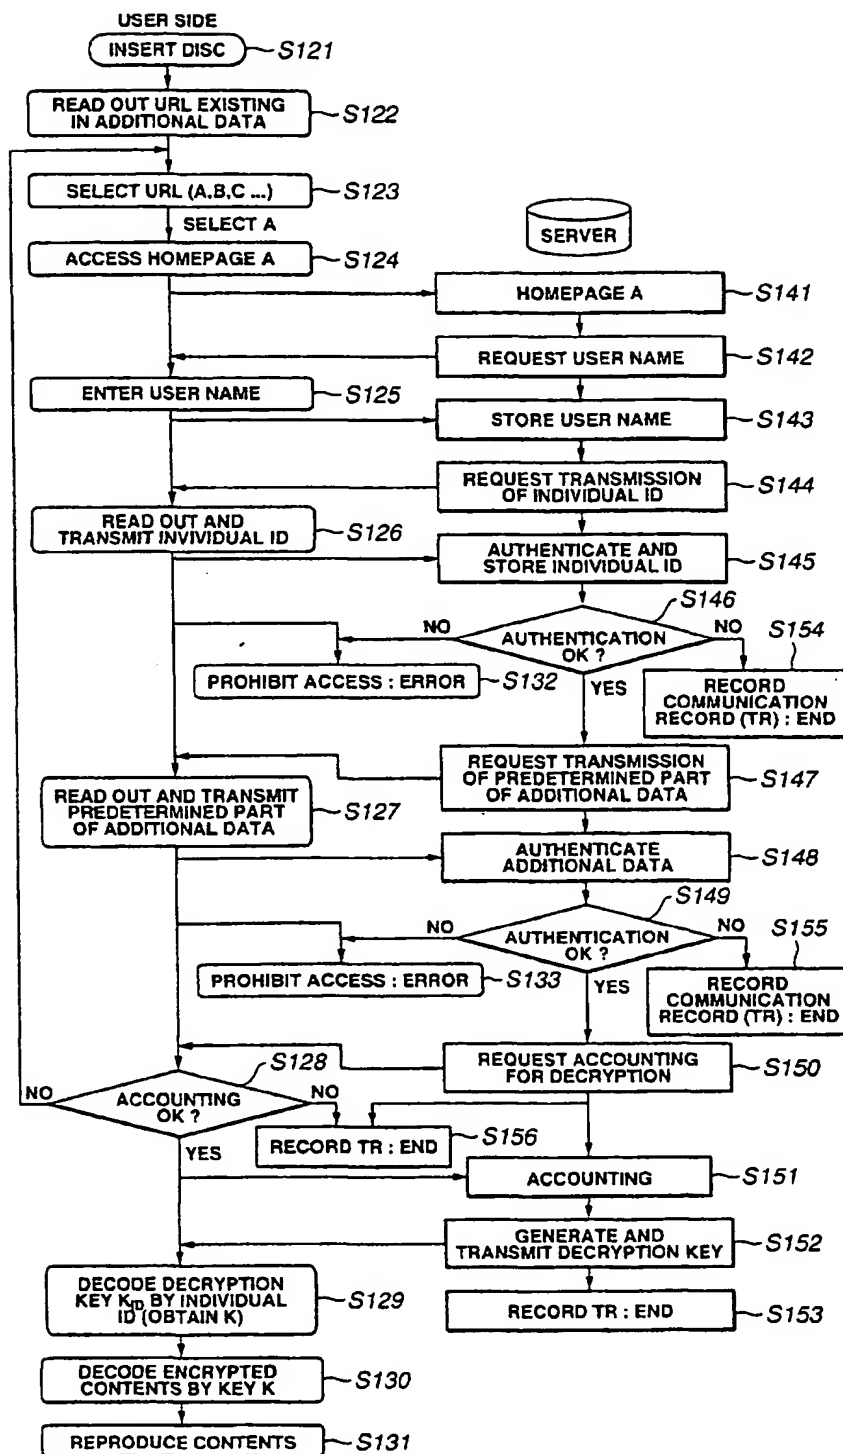 USER SIDE
INSERT DISC
S121
READ OUT URL EXISTING
IN ADDITIONAL DATA
S122
SELECT URL (A,B,C ...)
S123
SELECT A
ACCESS HOMEPAGE A
S124
SERVER
HOMEPAGE A
S141
REQUEST USER NAME
S142
ENTER USER NAME
S125
STORE USER NAME
S143
REQUEST TRANSMISSION
OF INDIVIDUAL ID
S144
READ OUT AND
TRANSMIT INVIVIDUAL ID
S126
AUTHENTICATE AND
STORE INDIVIDUAL ID
S145
S146
NO
AUTHENTICATION
OK ?
NO
S154
PROHIBIT ACCESS : ERROR
S132
YES
RECORD
COMMUNICATION
RECORD (TR) : END
REQUEST TRANSMISSION
OF PREDETERMINED PART
OF ADDITIONAL DATA
S147
READ OUT AND TRANSMIT
PREDETERMINED PART
OF ADDITIONAL DATA
S127
AUTHENTICATE
ADDITIONAL DATA
S148
S149
NO
AUTHENTICATION
OK ?
NO
S155
PROHIBIT ACCESS : ERROR
S133
YES
RECORD
COMMUNICATION
RECORD (TR) : END
REQUEST ACCOUNTING
FOR DECRYPTION
S150
S128
NO
ACCOUNTING
OK ?
NO
YES
RECORD TR : END
S156
ACCOUNTING
S151
GENERATE AND
TRANSMIT DECRYPTION KEY
S152
DECODE DECRYPTION
KEY KID BY INDIVIDUAL
ID (OBTAIN K)
S129
RECORD TR : END
S153
DECODE ENCRYPTED
CONTENTS BY KEY K
S130
REPRODUCE CONTENTS
S131